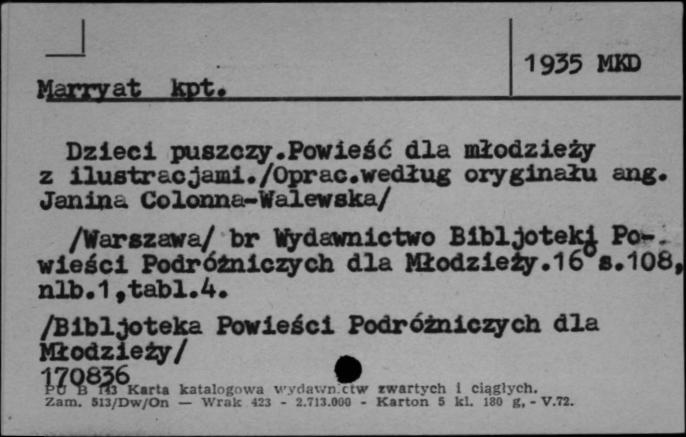 1935 MKD
Marryat kpt.
Dzieci puszczy.Powieść dla młodzieży
z ilustracjami./Oprac.według oryginału ang.
Janina Colonna-Walewska/
/Warszawa/ br Wydawnictwo Bibljoteki Po-
wieści Podróżniczych dla Młodzieży.16°s.108,
nlb.1,tabl.4.
/Bibljoteka Powieści Podróżniczych dla
Młodzieży/
170836
PU B 143 Karta katalogowa wydawnictw zwartych i ciągłych.
Zam. 513/Dw/On — Wrak 423 - 2.713.000 - Karton 5 kl. 180 g, - V.72.